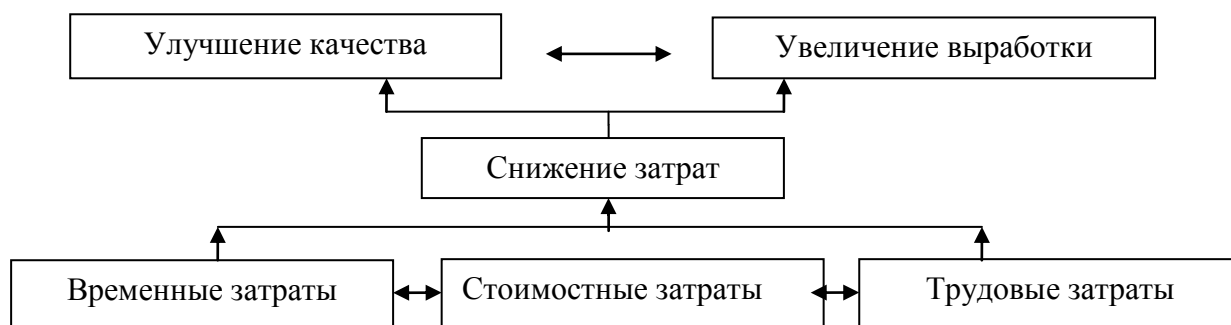 Улучшение качества
Увеличение выработки
Снижение затрат
Временные затраты
Стоимостные затраты
Трудовые затраты